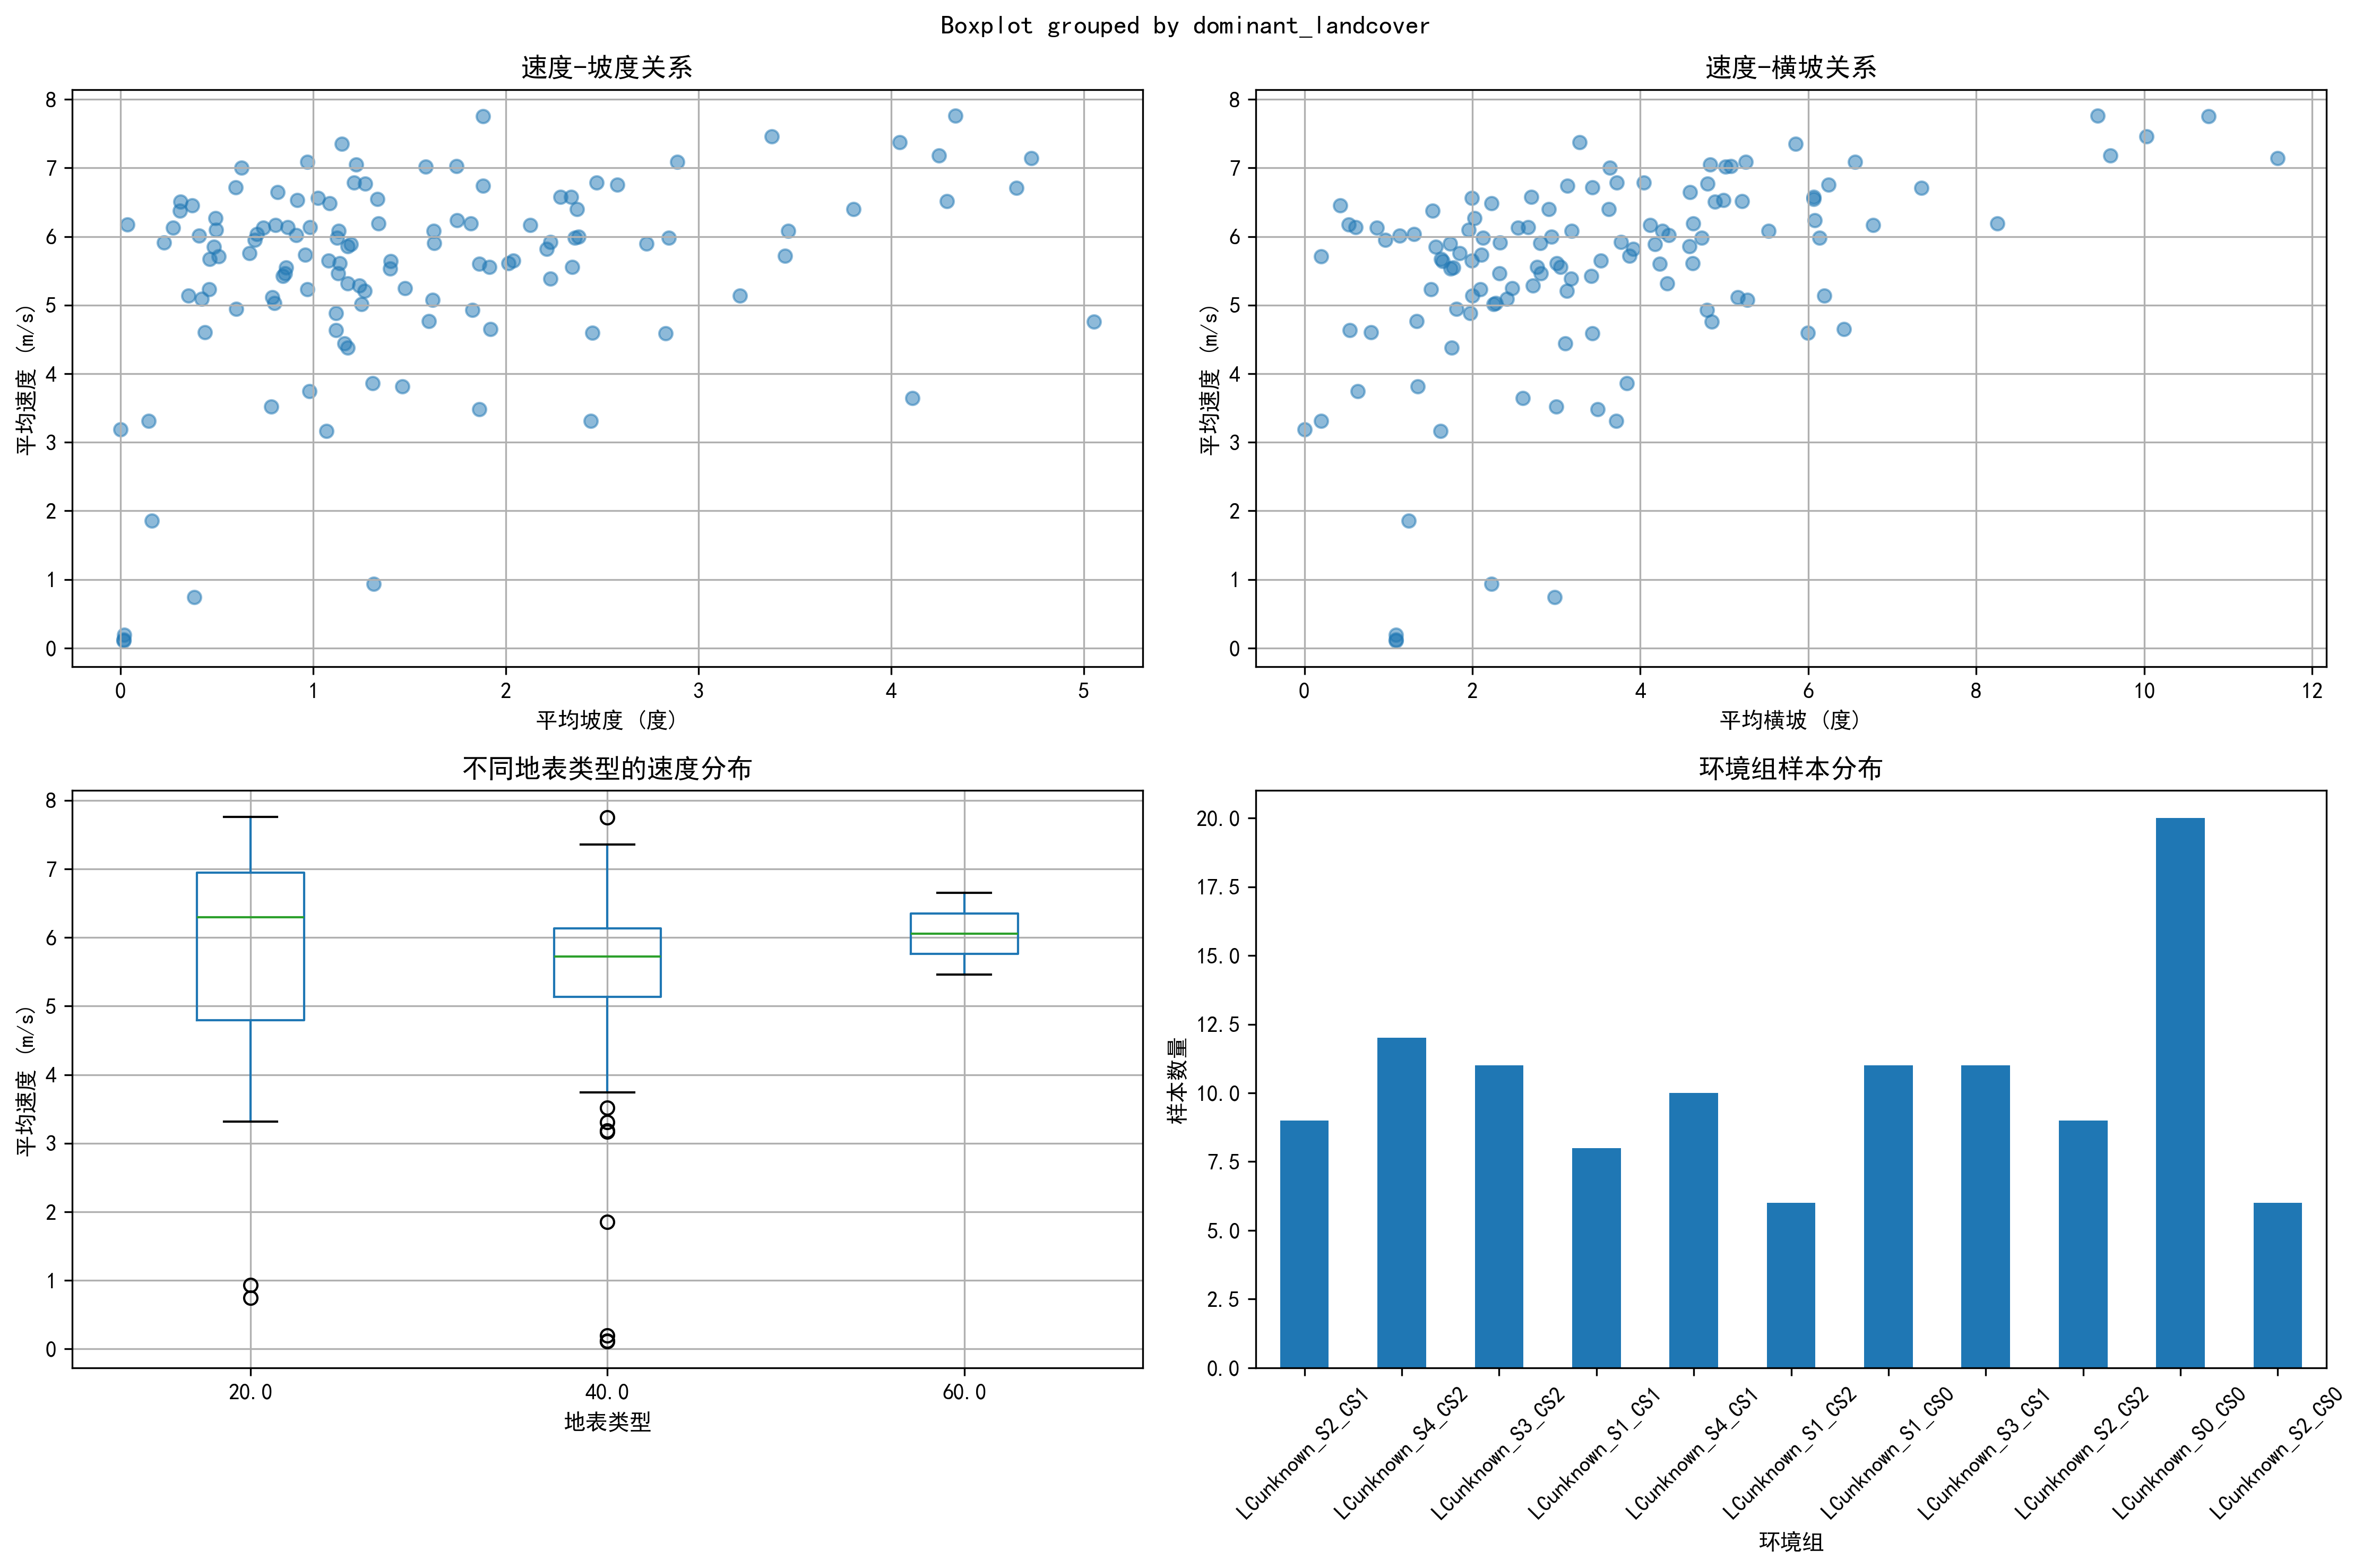 Boxplot grouped by dominant_landcover
速度-坡度关系
8
7
6
5
4
3
2
1
0
平均速度 (m/s)
0 1 2 3 4 5
平均坡度 (度)
速度-横坡关系
8
7
6
5
4
3
2
1
0
平均速度 (m/s)
0 2 4 6 8 10 12
平均横坡 (度)
不同地表类型的速度分布
8
7
6
5
4
3
2
1
0
平均速度 (m/s)
20.0 40.0 60.0
地表类型
环境组样本分布
20.0
17.5
15.0
12.5
10.0
7.5
5.0
2.5
0.0
样本数量
LCunknown_S2_CS1
LCunknown_S4_CS2
LCunknown_S3_CS2
LCunknown_S1_CS1
LCunknown_S4_CS1
LCunknown_S1_CS2
LCunknown_S1_CS0
LCunknown_S3_CS1
LCunknown_S2_CS2
LCunknown_S0_CS0
LCunknown_S2_CS0
环境组